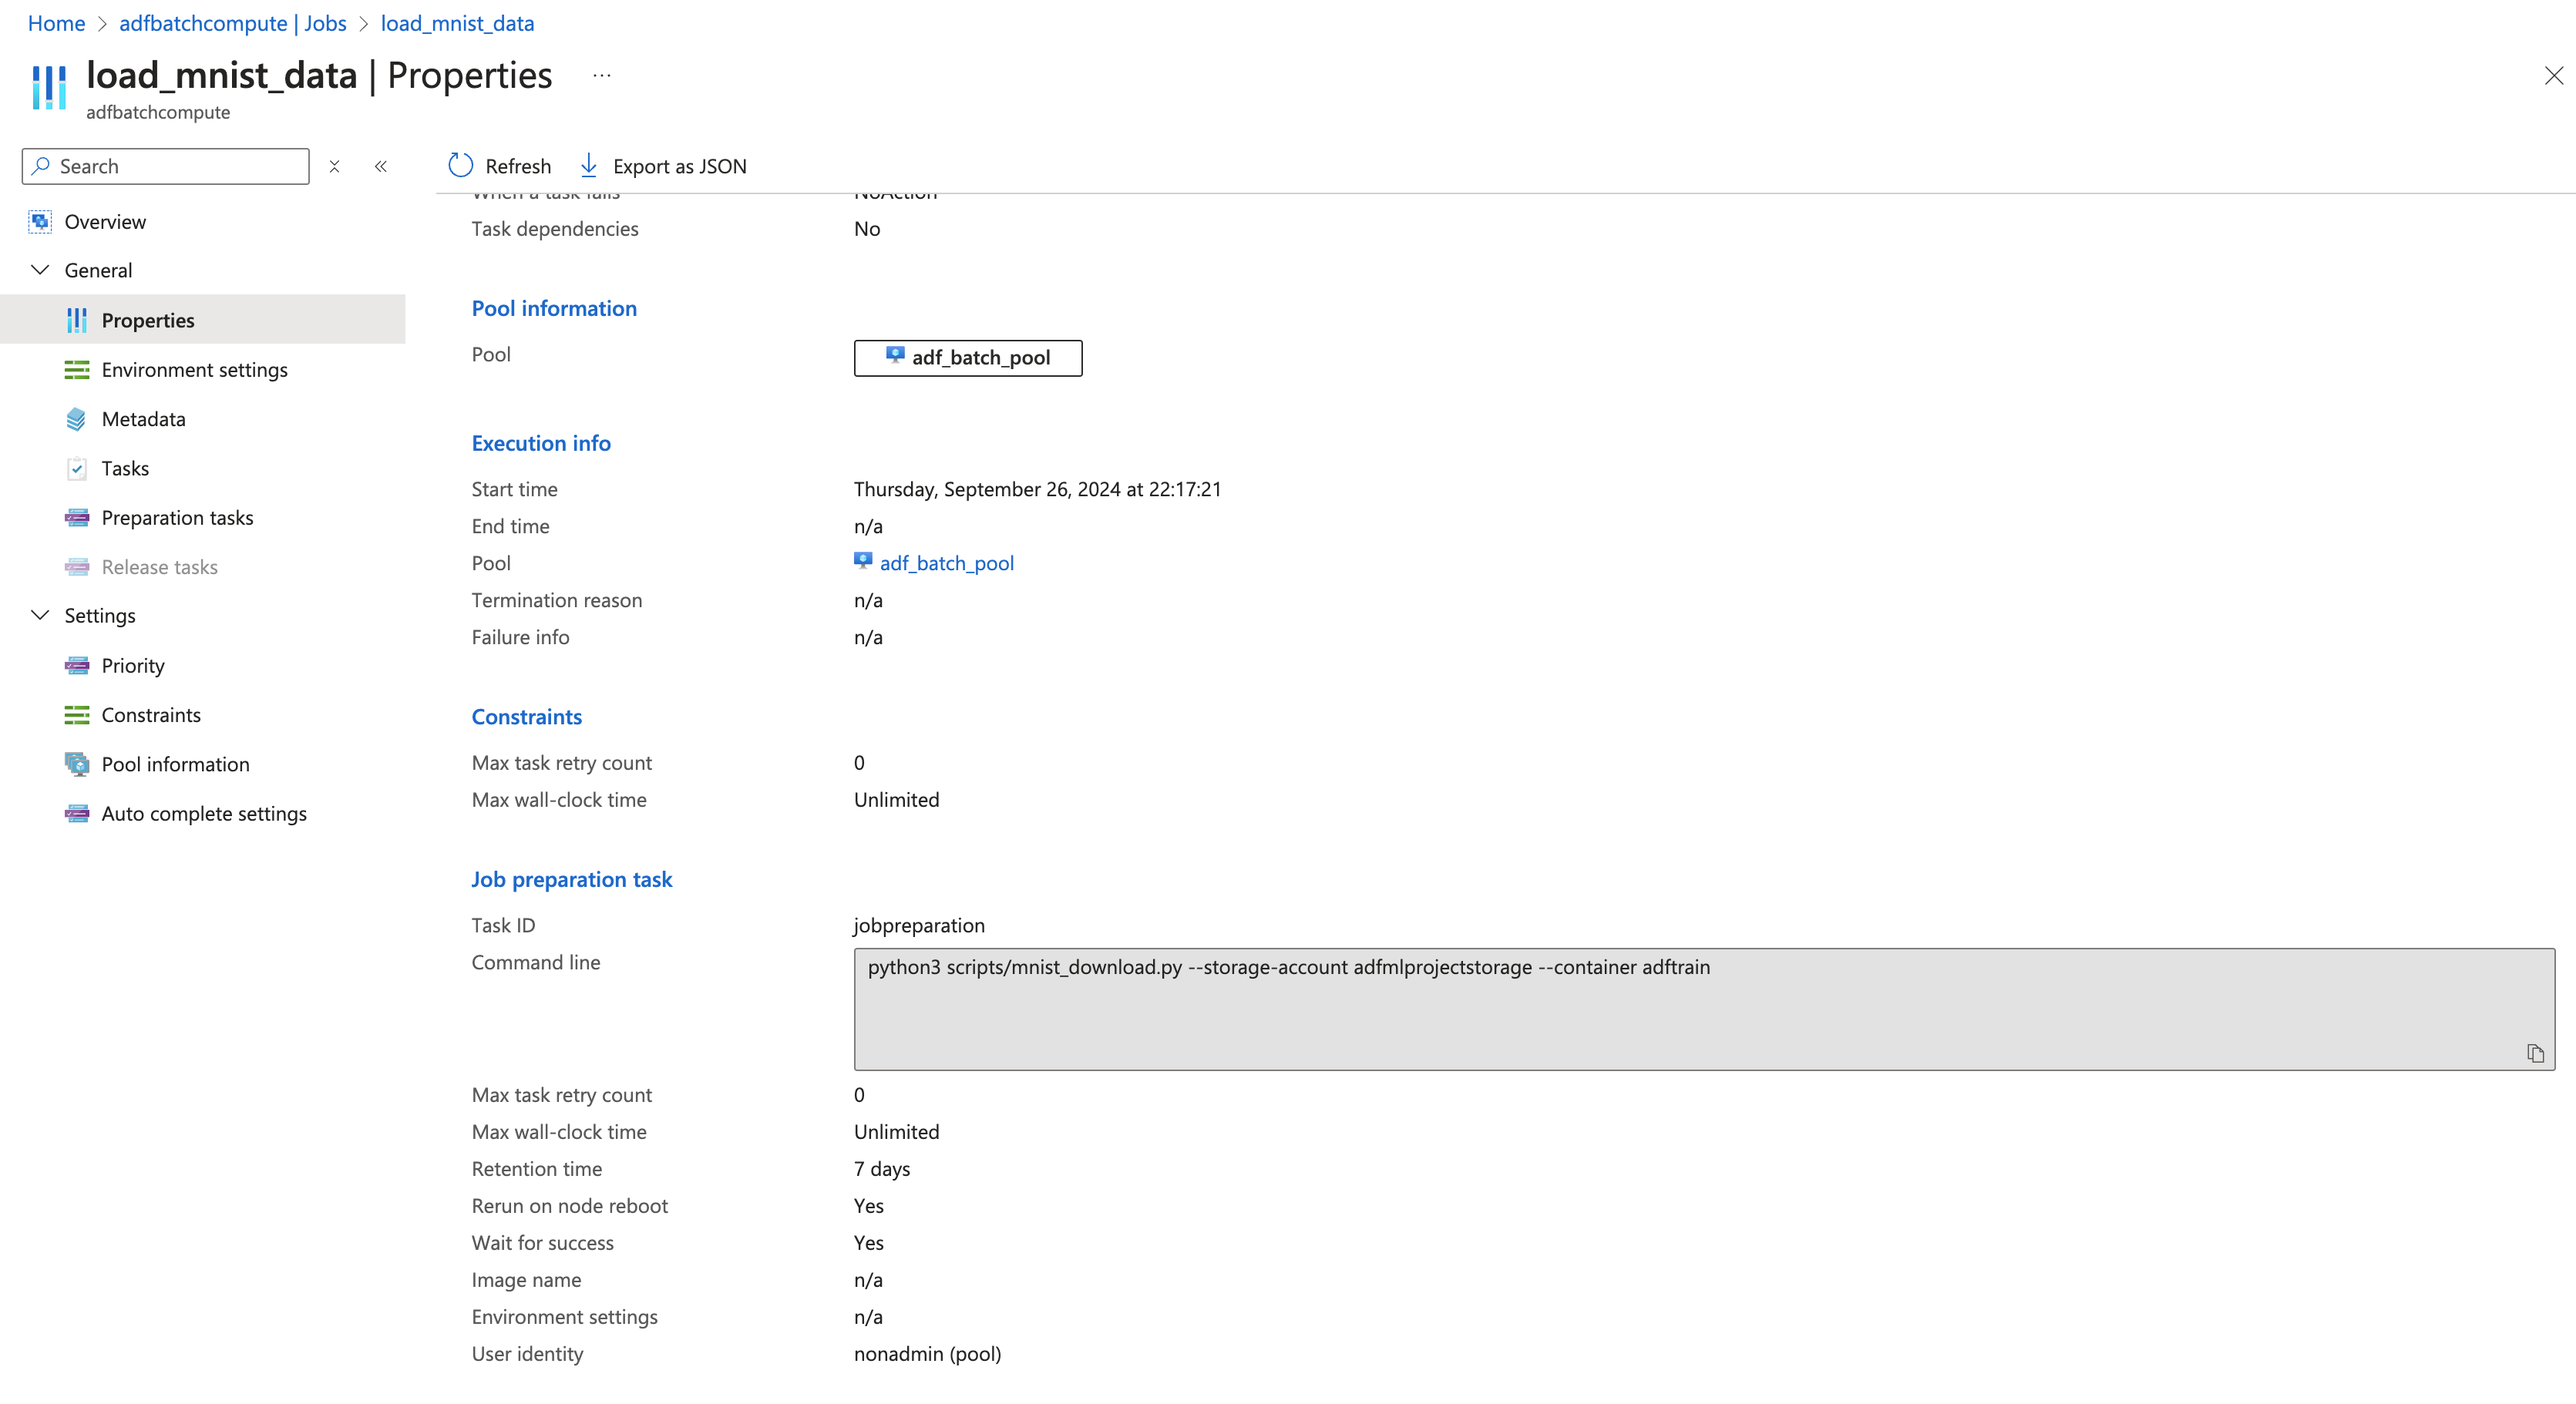 Home > adfbatchcompute | Jobs > load_mnist_data
load_mnist_data | Properties ...
adfbatchcompute
Search
Refresh
Export as JSON
Overview
General
Properties
Environment settings
Metadata
Tasks
Preparation tasks
Release tasks
Settings
Priority
Constraints
Pool information
Auto complete settings
When a task fails NoAction
Task dependencies No
Pool information
Pool adf_batch_pool
Execution info
Start time Thursday, September 26, 2024 at 22:17:21
End time n/a
Pool adf_batch_pool
Termination reason n/a
Failure info n/a
Constraints
Max task retry count 0
Max wall-clock time Unlimited
Job preparation task
Task ID jobpreparation
Command line python3 scripts/mnist_download.py --storage-account adfmlprojectstorage --container adftrain
Max task retry count 0
Max wall-clock time Unlimited
Retention time 7 days
Rerun on node reboot Yes
Wait for success Yes
Image name n/a
Environment settings n/a
User identity nonadmin (pool)